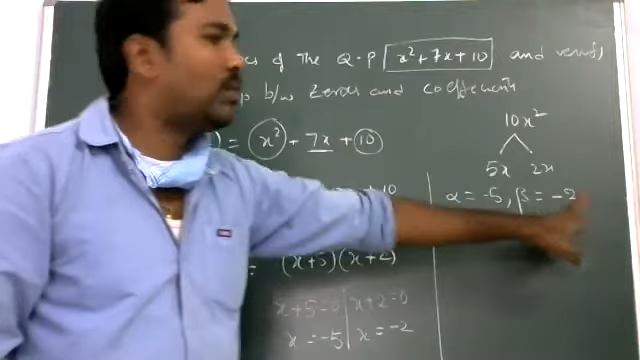 of the Q.P x²+7x+10 and verify
b/w Zeroes and coefficients
10x²
) = x² + 7x + 10
5x 2x
+10
α = -5, β = -2
= (x+5)(x+2)
x+5=0 | x+2=0
x = -5 | x = -2